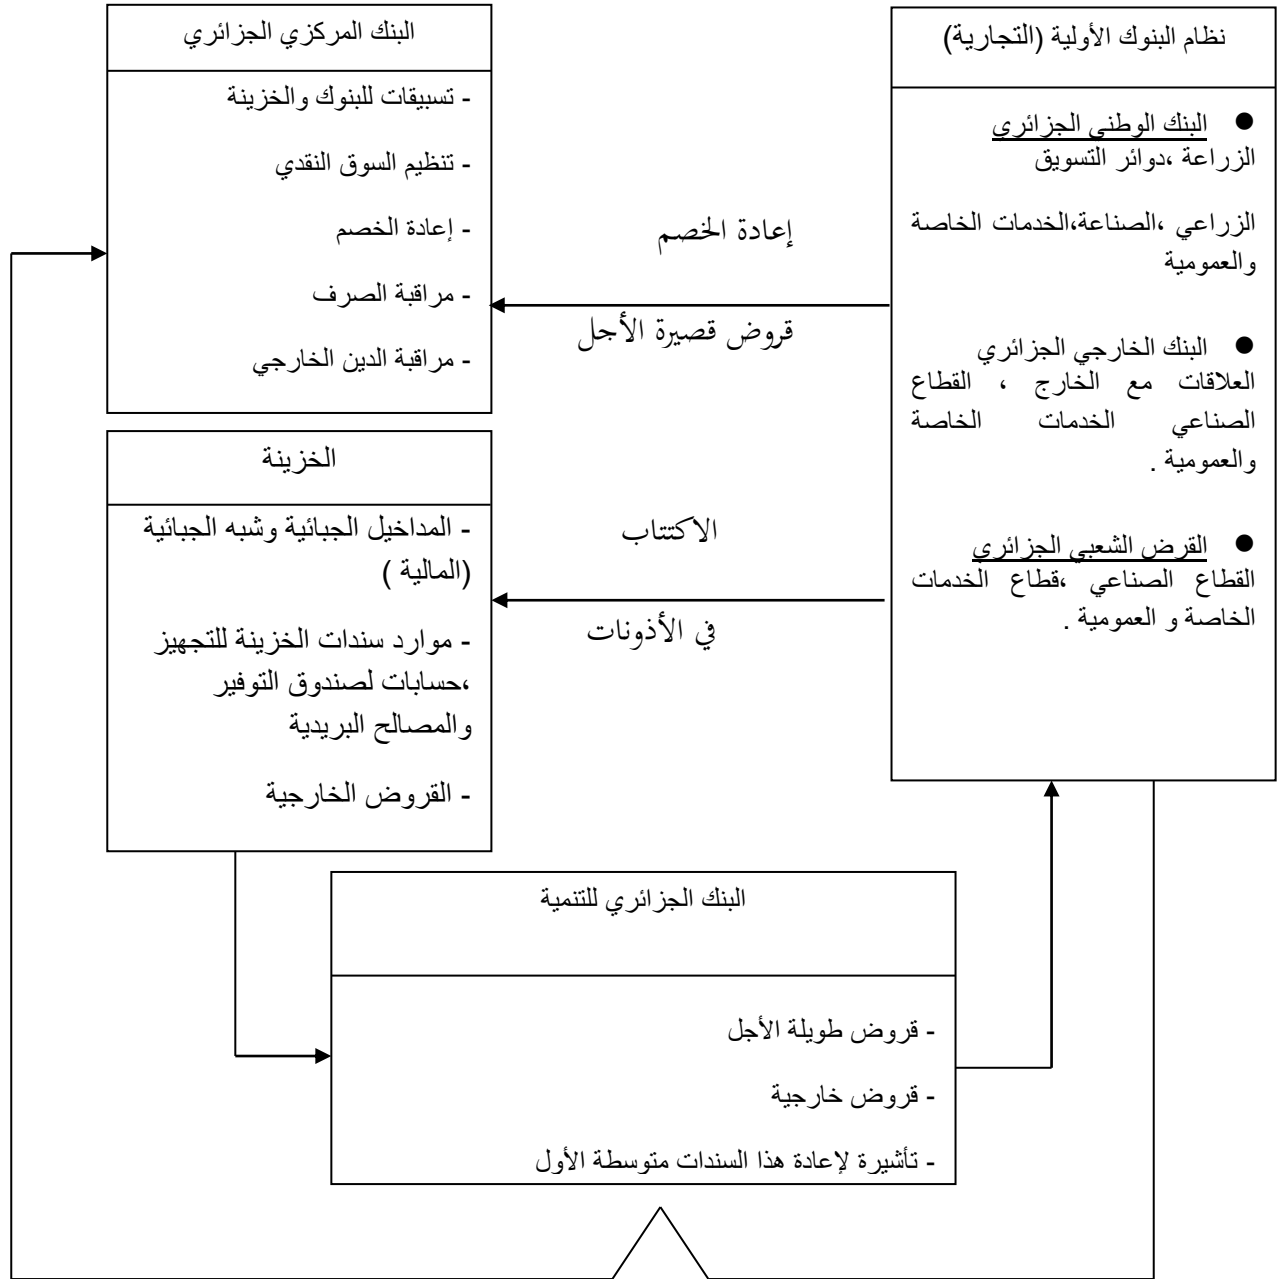 نظام البنوك الأولية (التجارية)
● البنك الوطني الجزائري
الزراعة ،دوائر التسويق
الزراعي ،الصناعة،الخدمات الخاصة
والعمومية
● البنك الخارجي الجزائري
العلاقات مع الخارج ، القطاع
الصناعي الخدمات الخاصة
والعمومية .
● القرض الشعبي الجزائري
القطاع الصناعي ،قطاع الخدمات
الخاصة و العمومية .
إعادة الخصم
قروض قصيرة الأجل
الاكتتاب
في الأذونات
البنك المركزي الجزائري
- تسبيقات للبنوك والخزينة
- تنظيم السوق النقدي
- إعادة الخصم
- مراقبة الصرف
- مراقبة الدين الخارجي
الخزينة
- المداخيل الجبائية وشبه الجبائية
(المالية )
- موارد سندات الخزينة للتجهيز
،حسابات لصندوق التوفير
والمصالح البريدية
- القروض الخارجية
البنك الجزائري للتنمية
- قروض طويلة الأجل
- قروض خارجية
- تأشيرة لإعادة هذا السندات متوسطة الأول